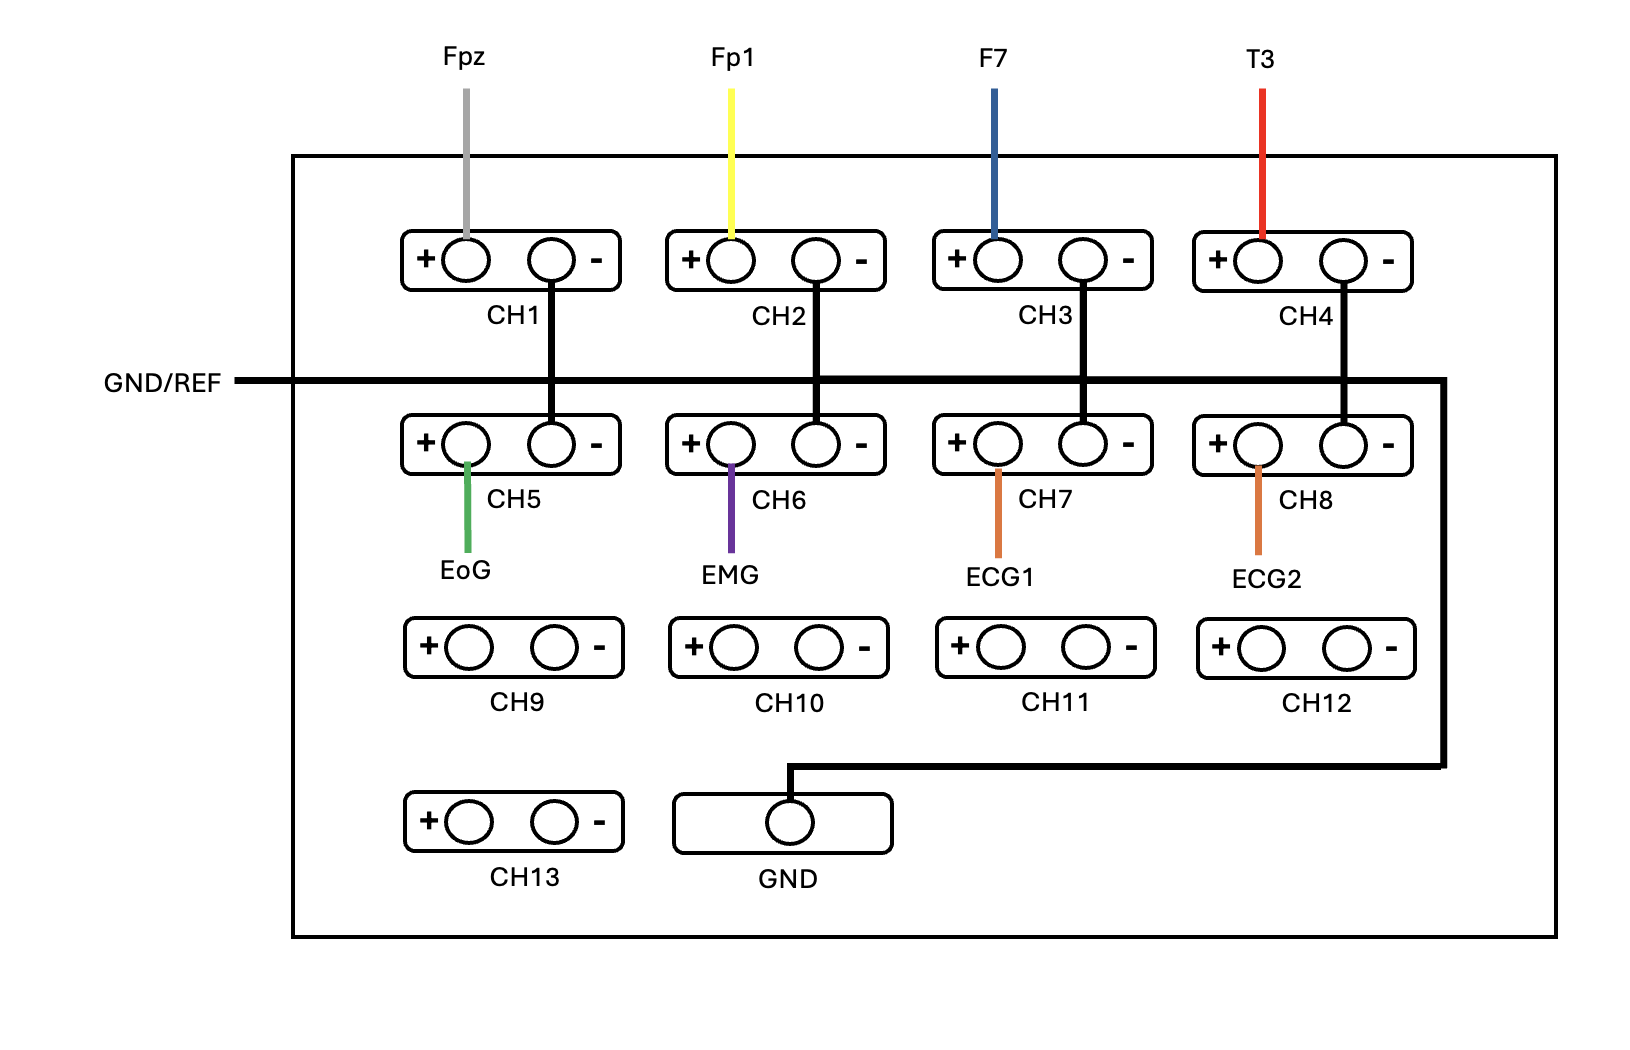 Fpz Fp1 F7 T3
+ - + - + - + -
CH1 CH2 CH3 CH4
GND/REF
+ - + - + - + -
CH5 CH6 CH7 CH8
EoG EMG ECG1 ECG2
+ - + - + - + -
CH9 CH10 CH11 CH12
+ -
CH13 GND